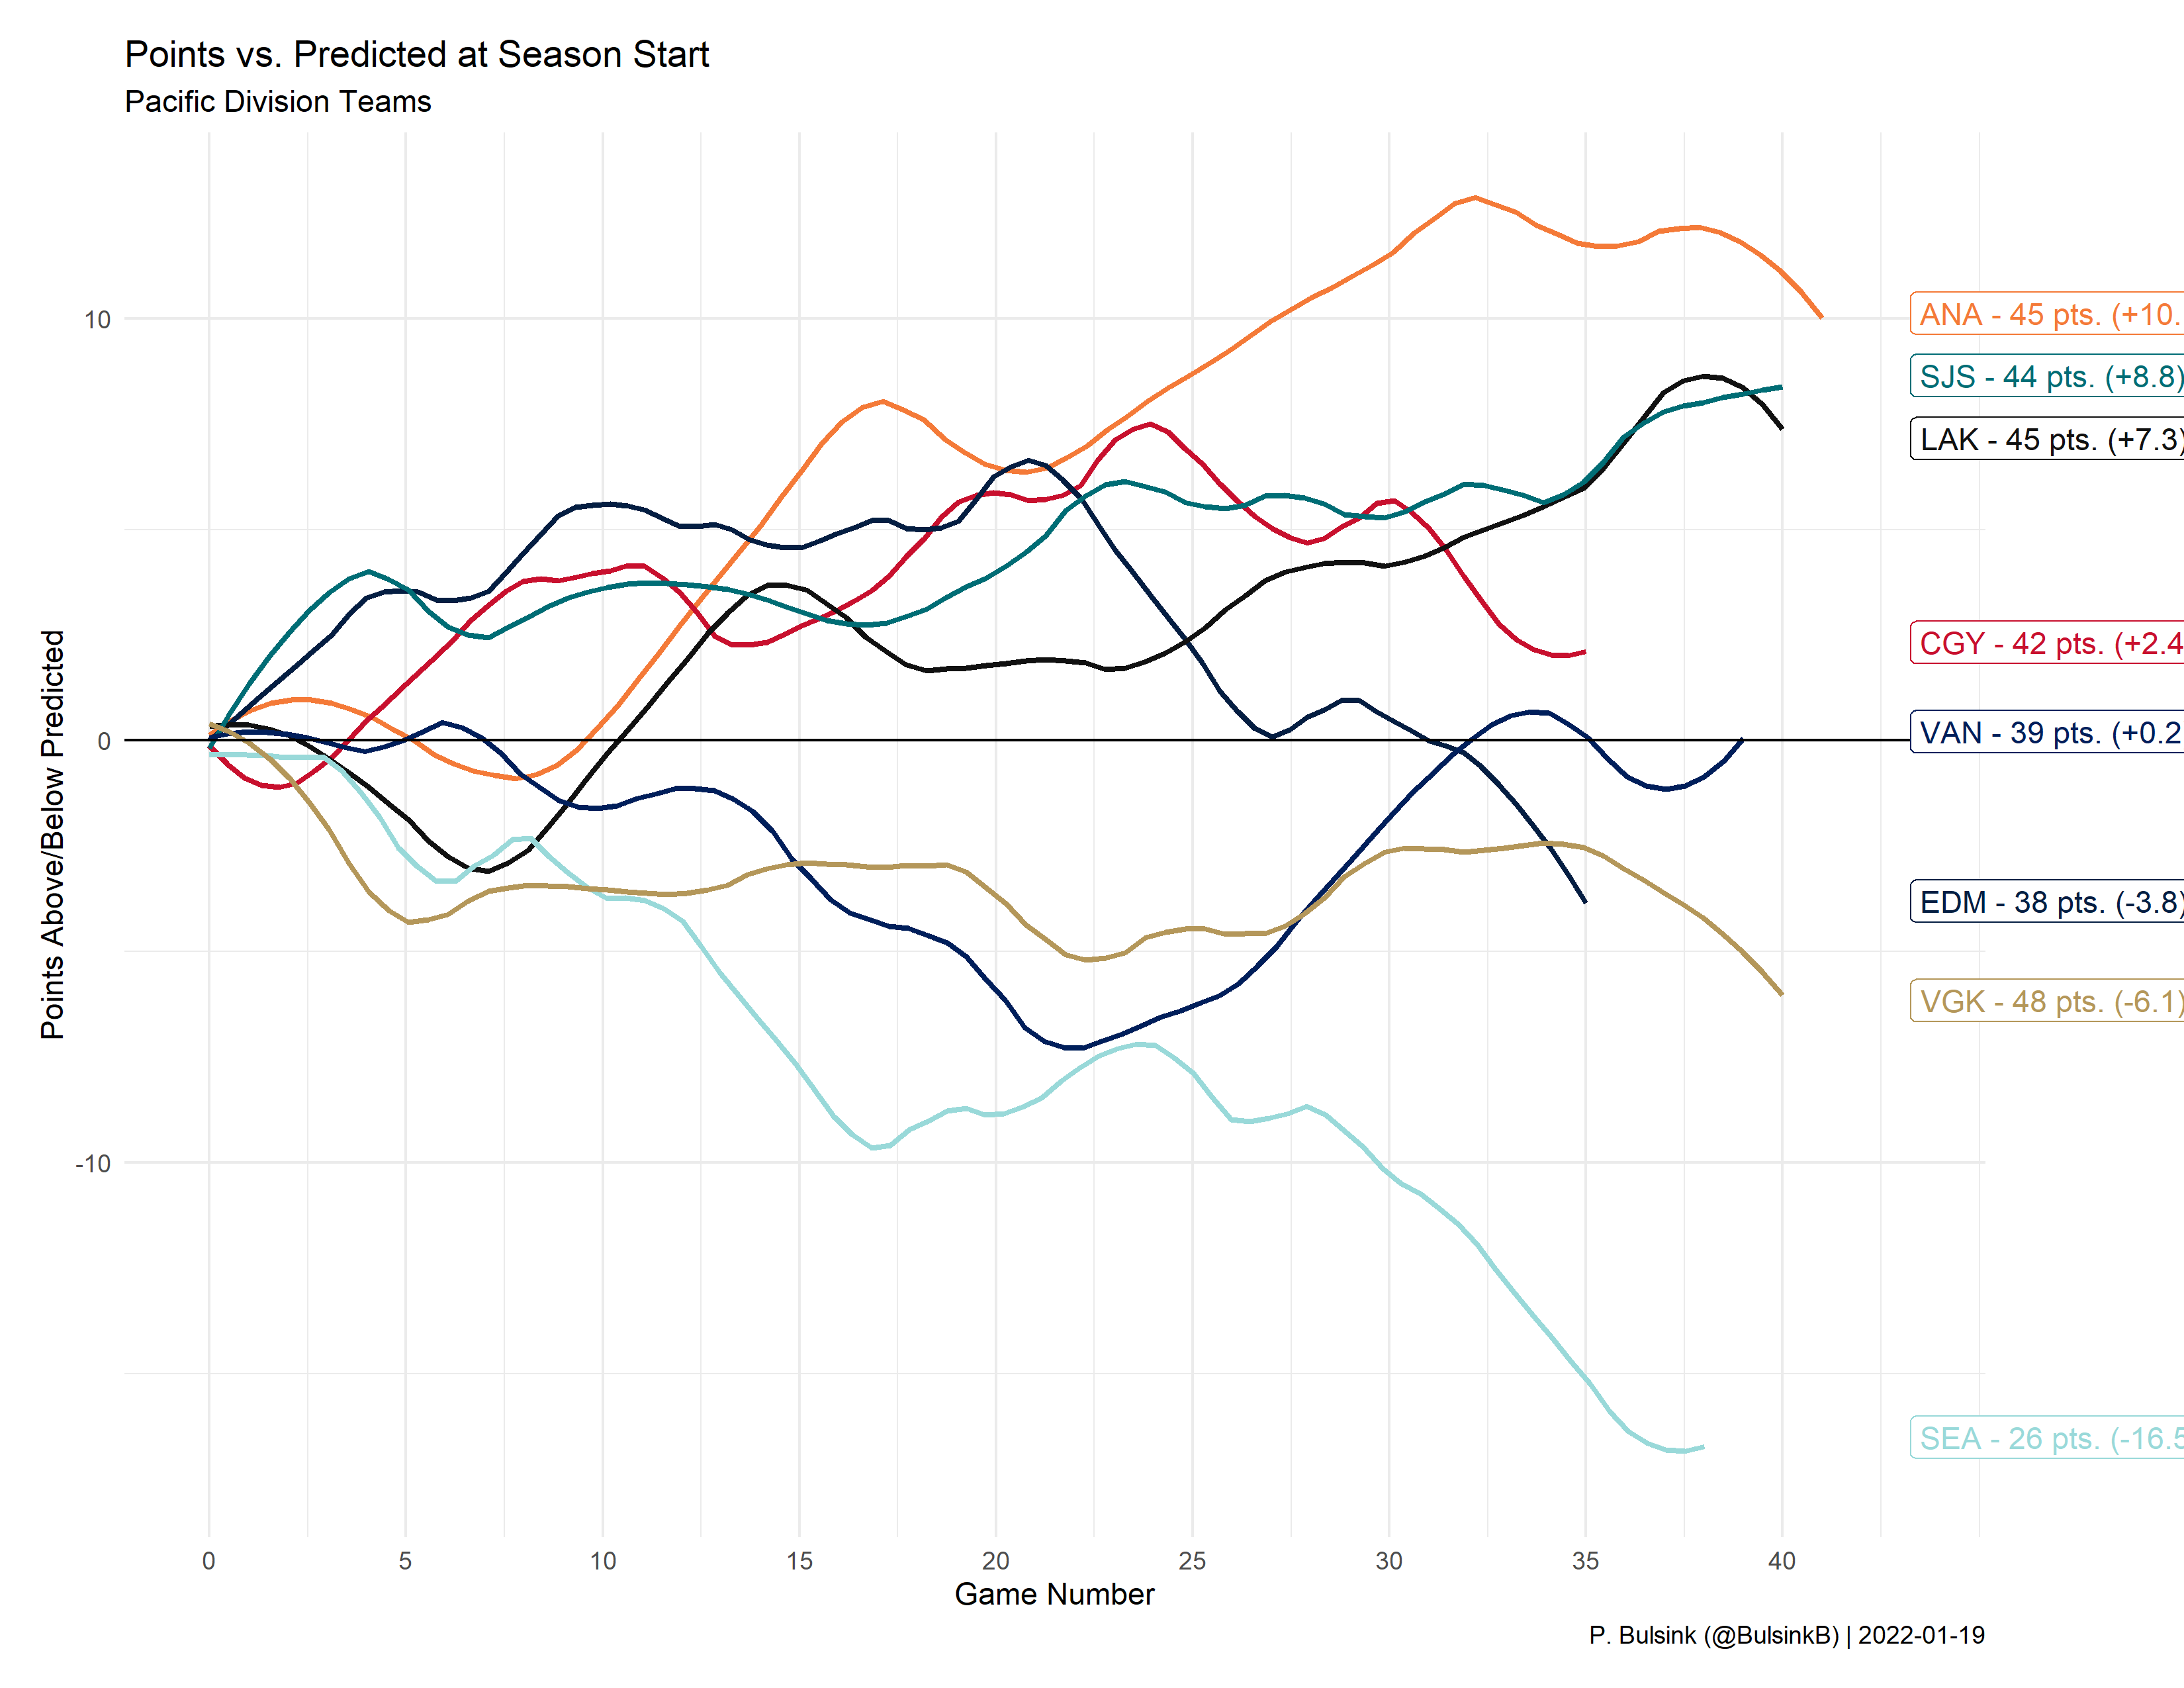 Points vs. Predicted at Season Start
Pacific Division Teams
Points Above/Below Predicted
10
0
-10
ANA - 45 pts. (+10.
SJS - 44 pts. (+8.8)
LAK - 45 pts. (+7.3)
CGY - 42 pts. (+2.4
VAN - 39 pts. (+0.2
EDM - 38 pts. (-3.8)
VGK - 48 pts. (-6.1)
SEA - 26 pts. (-16.5
0 5 10 15 20 25 30 35 40
Game Number
P. Bulsink (@BulsinkB) | 2022-01-19